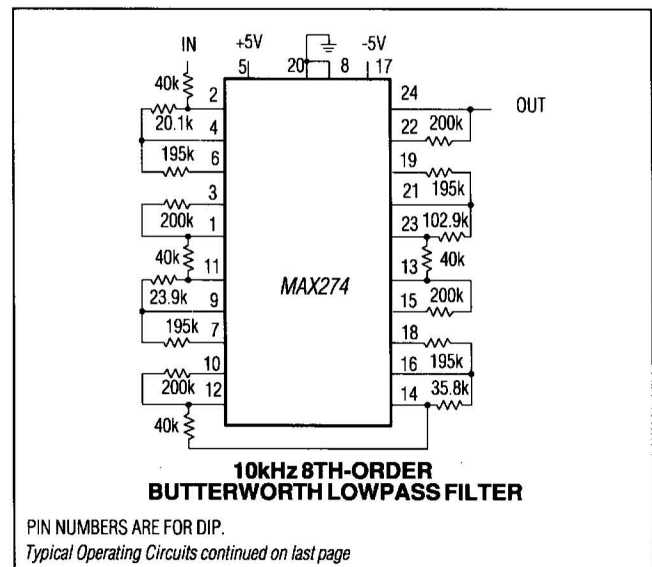 IN +5V -5V
5 20 8 17
40k
2 24
OUT
20.1k 22 200k
4
195k 19
6 21 195k
3
200k 23 102.9k
1
40k 13 40k
11
MAX274
23.9k 15 200k
9
195k 7 18
10 16 195k
200k 14 35.8k
12
40k
10kHz 8TH-ORDER
BUTTERWORTH LOWPASS FILTER
PIN NUMBERS ARE FOR DIP.
Typical Operating Circuits continued on last page